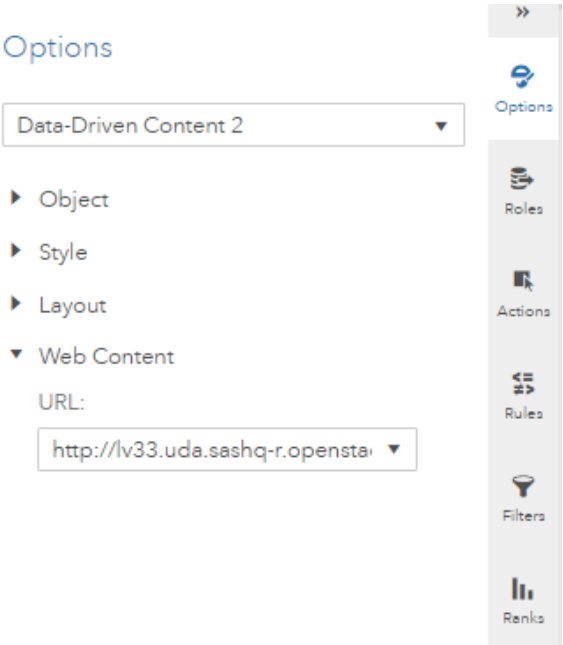 Options
Data-Driven Content 2
Object
Style
Layout
Web Content
URL:
http://lv33.uda.sashq-r.opensta
»
Options
Roles
Actions
Rules
Filters
Ranks